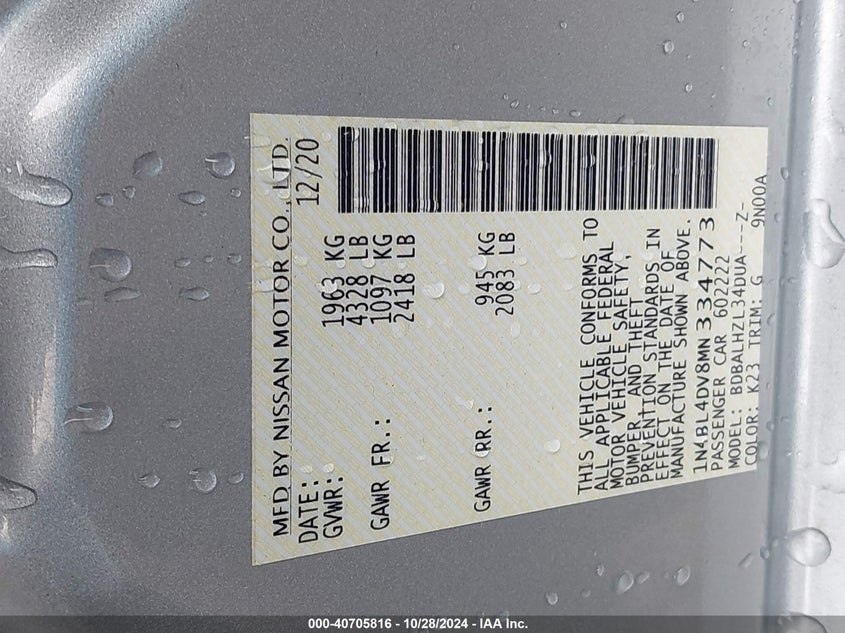 MFD BY NISSAN MOTOR CO., LTD.
DATE: 12/20
GVWR: 1963 KG
4328 LB
GAWR FR.: 1097 KG
2418 LB
GAWR RR.: 945 KG
2083 LB
THIS VEHICLE CONFORMS TO
ALL APPLICABLE FEDERAL
MOTOR VEHICLE SAFETY,
BUMPER, AND THEFT
PREVENTION STANDARDS IN
EFFECT ON THE DATE OF
MANUFACTURE SHOWN ABOVE.
1N4BL4DV8MN334773
PASSENGER CAR 602222
MODEL: BDBALHZL34DUA---Z-
COLOR: K23 TRIM: G 9N00A
000-40705816 - 10/28/2024 - IAA Inc.